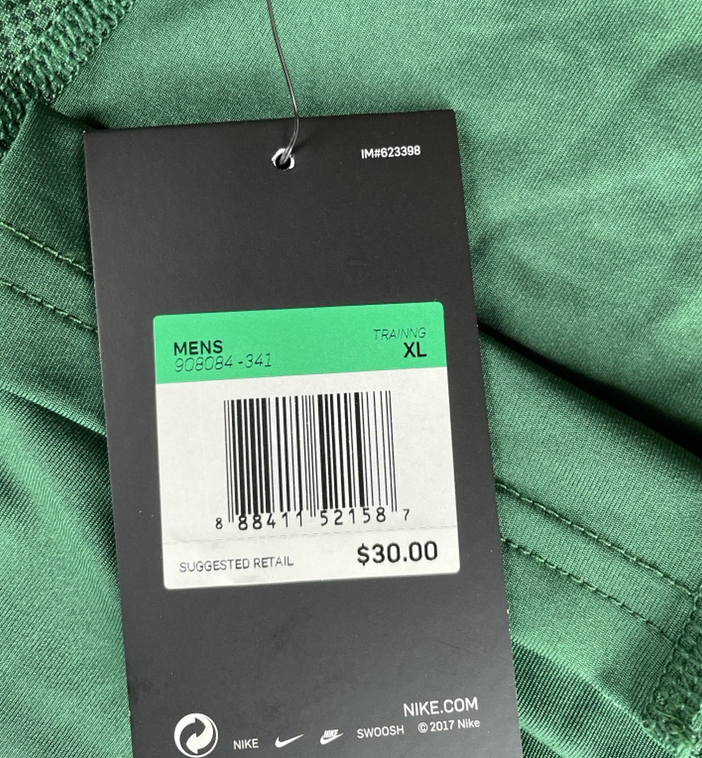 IM#623398
MENS
TRAINNG
908084-341
XL
8 88411 52158 7
SUGGESTED RETAIL
$30.00
NIKE.COM
NIKE
NIKE
SWOOSH
© 2017 Nike